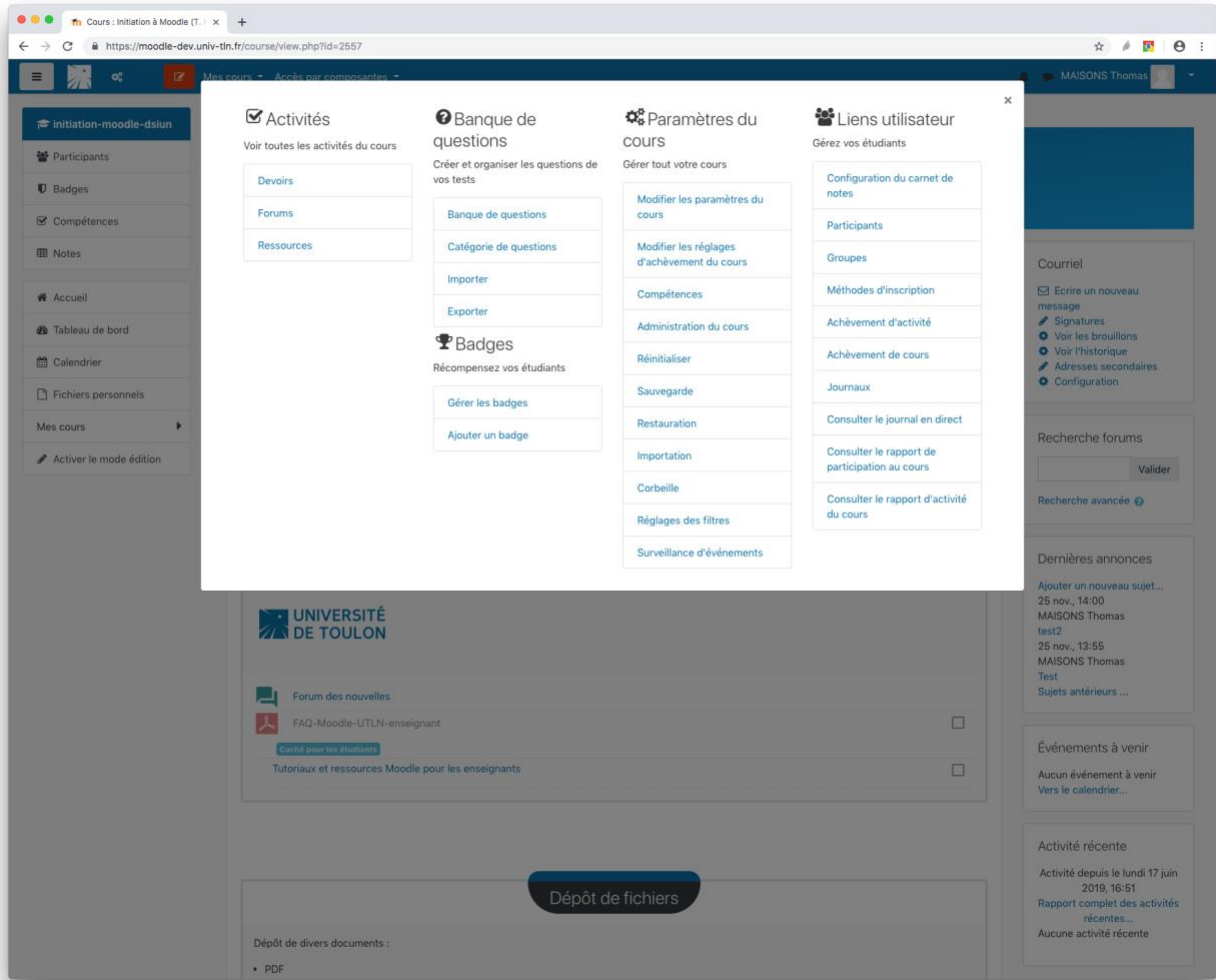 Cours : Initiation à Moodle (T.
https://moodle-dev.univ-tln.fr/course/view.php?id=2557
Mes cours
Accès par composantes
MAISONS Thomas
initiation-moodle-dsiun
Participants
Badges
Compétences
Notes
Accueil
Tableau de bord
Calendrier
Fichiers personnels
Mes cours
Activer le mode édition
Activités
Voir toutes les activités du cours
Devoirs
Forums
Ressources
Banque de
questions
Créer et organiser les questions de
vos tests
Banque de questions
Catégorie de questions
Importer
Exporter
Badges
Récompensez vos étudiants
Gérer les badges
Ajouter un badge
Paramètres du
cours
Gérer tout votre cours
Modifier les paramètres du
cours
Modifier les réglages
d'achèvement du cours
Compétences
Administration du cours
Réinitialiser
Sauvegarde
Restauration
Importation
Corbeille
Réglages des filtres
Surveillance d'événements
Liens utilisateur
Gérez vos étudiants
Configuration du carnet de
notes
Participants
Groupes
Méthodes d'inscription
Achèvement d'activité
Achèvement de cours
Journaux
Consulter le journal en direct
Consulter le rapport de
participation au cours
Consulter le rapport d'activité
du cours
UNIVERSITÉ
DE TOULON
Forum des nouvelles
FAQ-Moodle-UTLN-enseignant
Caché pour les étudiants
Tutoriaux et ressources Moodle pour les enseignants
Dépôt de fichiers
Dépôt de divers documents :
• PDF
Courriel
Ecrire un nouveau
message
Signatures
Voir les brouillons
Voir l'historique
Adresses secondaires
Configuration
Recherche forums
Valider
Recherche avancée
Dernières annonces
Ajouter un nouveau sujet...
25 nov., 14:00
MAISONS Thomas
test2
25 nov., 13:55
MAISONS Thomas
Test
Sujets antérieurs ...
Événements à venir
Aucun événement à venir
Vers le calendrier...
Activité récente
Activité depuis le lundi 17 juin
2019, 16:51
Rapport complet des activités
récentes...
Aucune activité récente